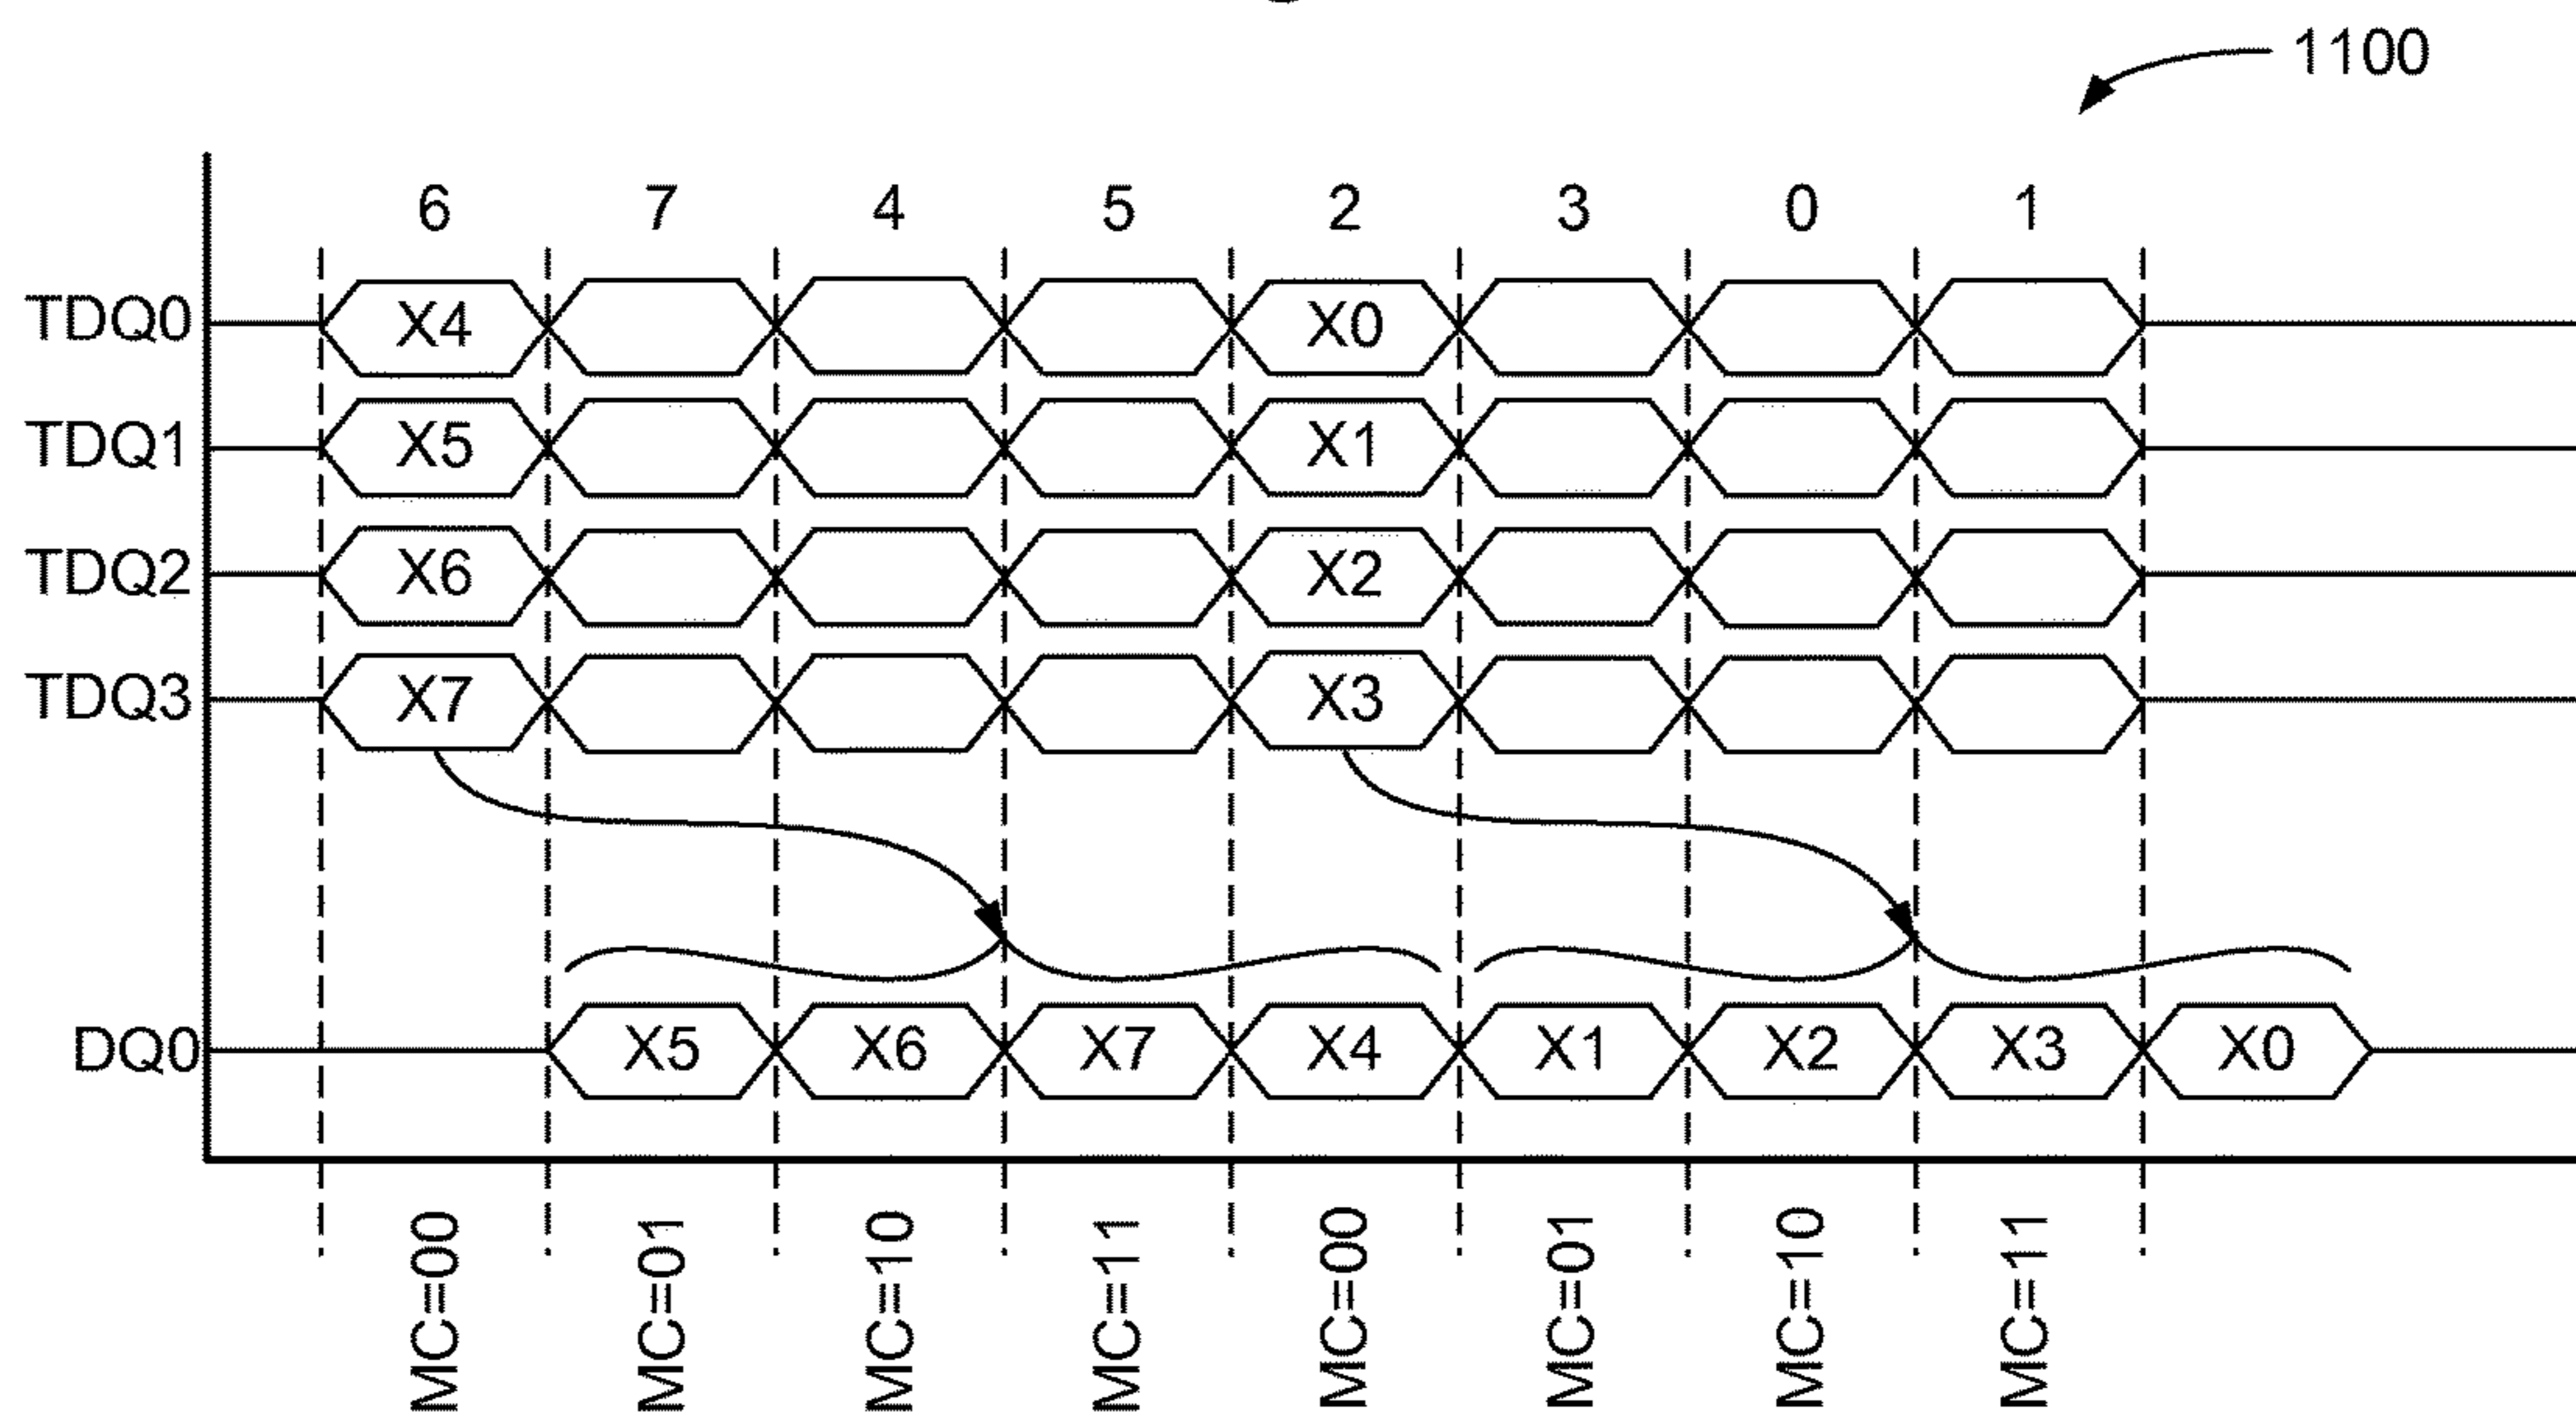 1100
6 7 4 5 2 3 0 1
TDQ0 X4 X0
TDQ1 X5 X1
TDQ2 X6 X2
TDQ3 X7 X3
DQ0 X5 X6 X7 X4 X1 X2 X3 X0
MC=00
MC=01
MC=10
MC=11
MC=00
MC=01
MC=10
MC=11